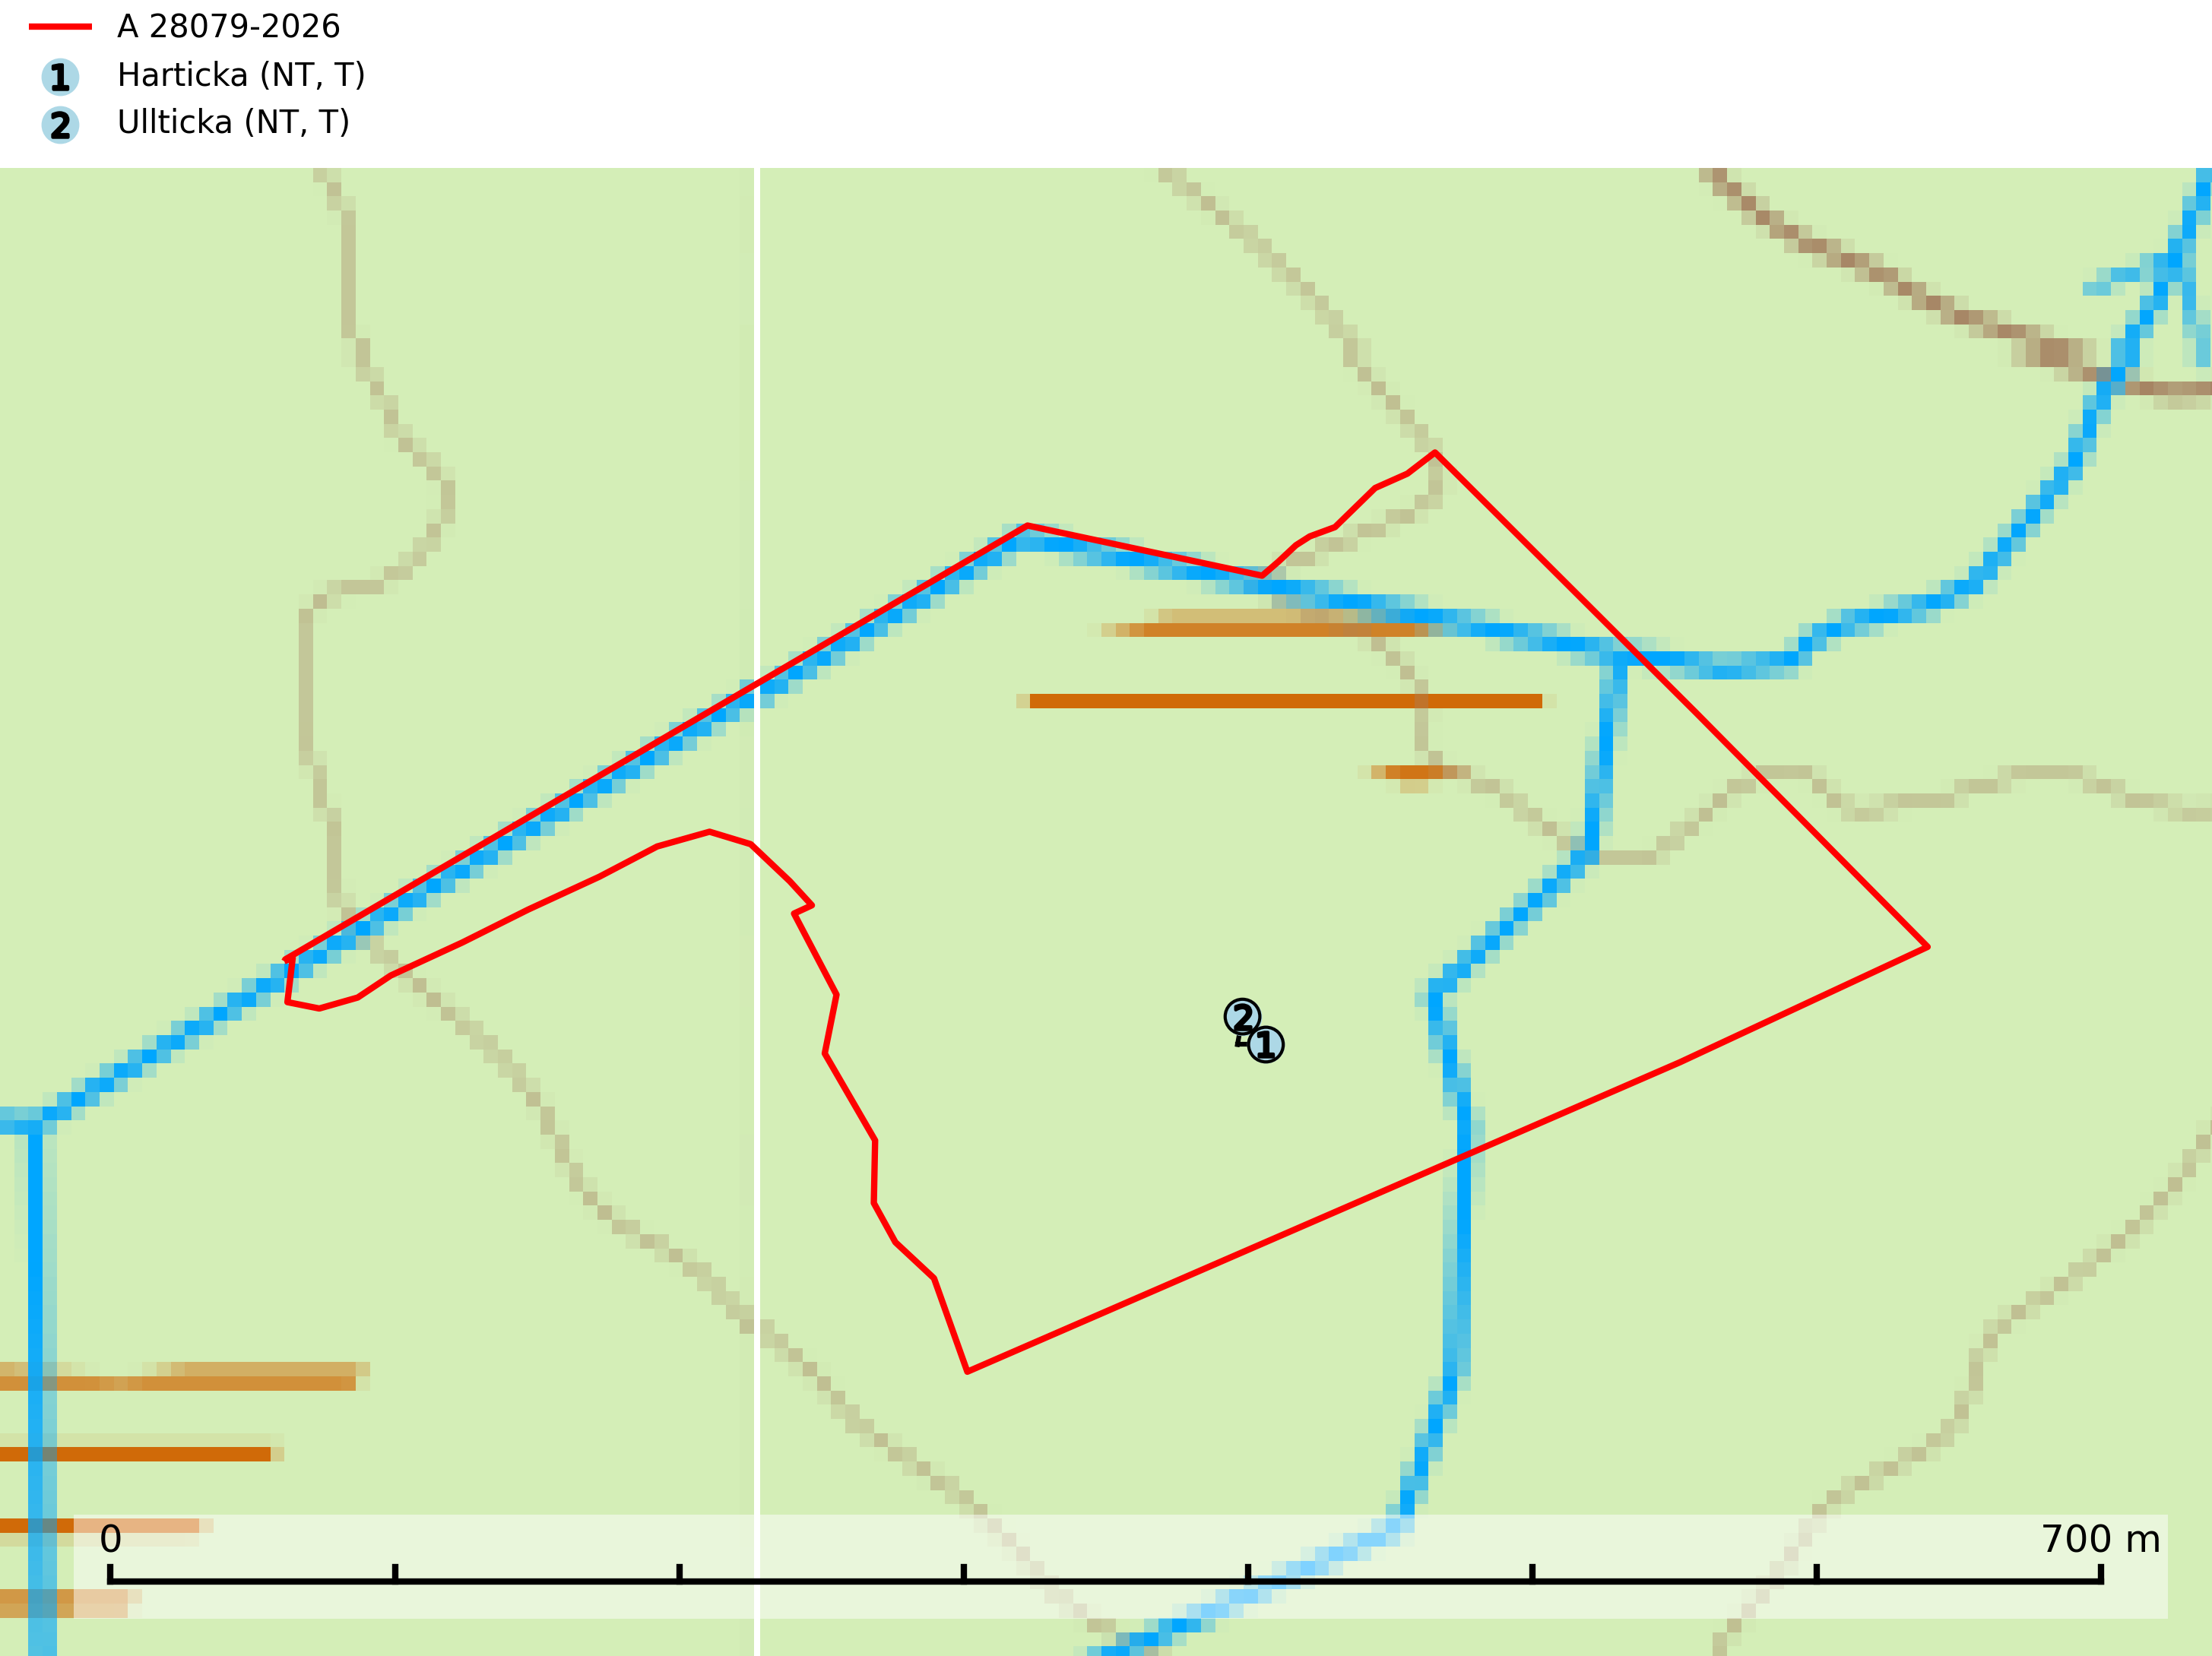 A 28079-2026
1 Harticka (NT, T)
2 Ullticka (NT, T)
2
1
0 700 m